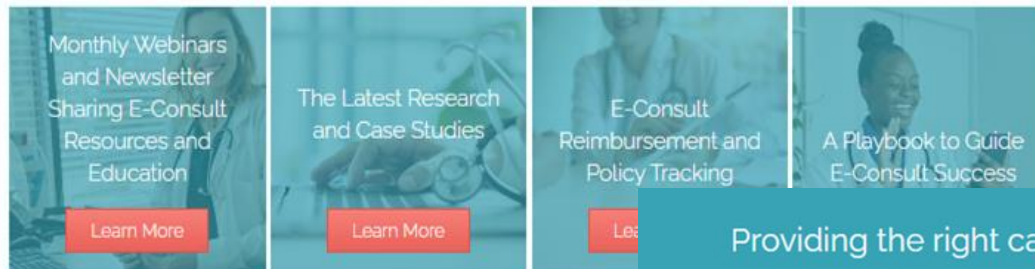 Monthly Webinars
and Newsletter
Sharing E-Consult
Resources and
Education
Learn More
The Latest Research
and Case Studies
Learn More
E-Consult
Reimbursement and
Policy Tracking
A Playbook to Guide
E-Consult Success
Providing the right